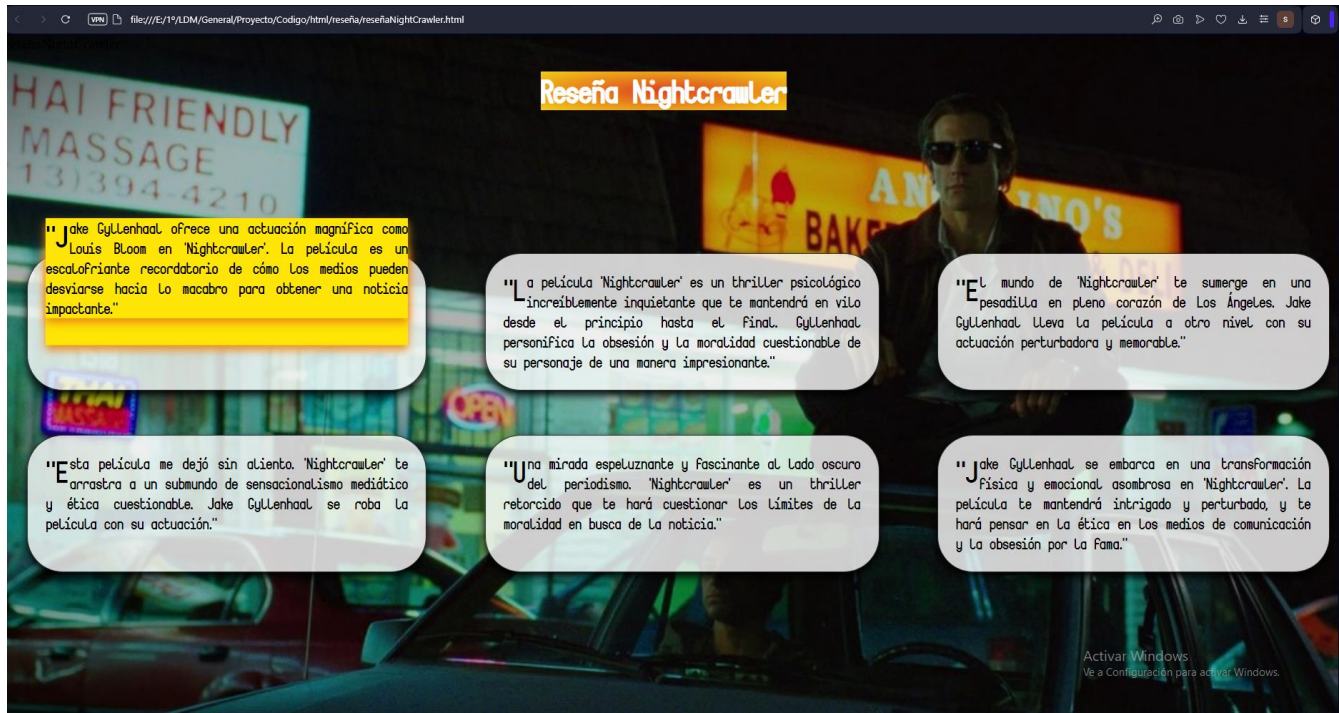 VPN file:///E:/1º/LDM/General/Proyecto/Codigo/html/reseña/reseñaNightCrawler.html
S
Reseña Nightcrawler
HAI FRIENDLY
MASSAGE
13)394-4210
BAKE
"Jake Gyllenhaal ofrece una actuación magnífica como
Louis Bloom en 'Nightcrawler'. La película es un
escalofriante recordatorio de cómo los medios pueden
desviarse hacia lo macabro para obtener una noticia
impactante."
"La película 'Nightcrawler' es un thriller psicológico
increíblemente inquietante que te mantendrá en vilo
desde el principio hasta el final. Gyllenhaal
personifica la obsesión y la moralidad cuestionable de
su personaje de una manera impresionante."
"El mundo de 'Nightcrawler' te sumerge en una
pesadilla en pleno corazón de Los Ángeles. Jake
Gyllenhaal lleva la película a otro nivel con su
actuación perturbadora y memorable."
THAI
MASSA
OPEN
"Esta película me dejó sin aliento. 'Nightcrawler' te
arrastra a un submundo de sensacionalismo mediático
y ética cuestionable. Jake Gyllenhaal se roba la
película con su actuación."
"Una mirada espeluznante y fascinante al lado oscuro
del periodismo. 'Nightcrawler' es un thriller
retorcido que te hará cuestionar los límites de la
moralidad en busca de la noticia."
"Jake Gyllenhaal se embarca en una transformación
física y emocional asombrosa en 'Nightcrawler'. La
película te mantendrá intrigado y perturbado, y te
hará pensar en la ética en los medios de comunicación
y la obsesión por la fama."
Activar Windows
Ve a Configuración para activar Windows.